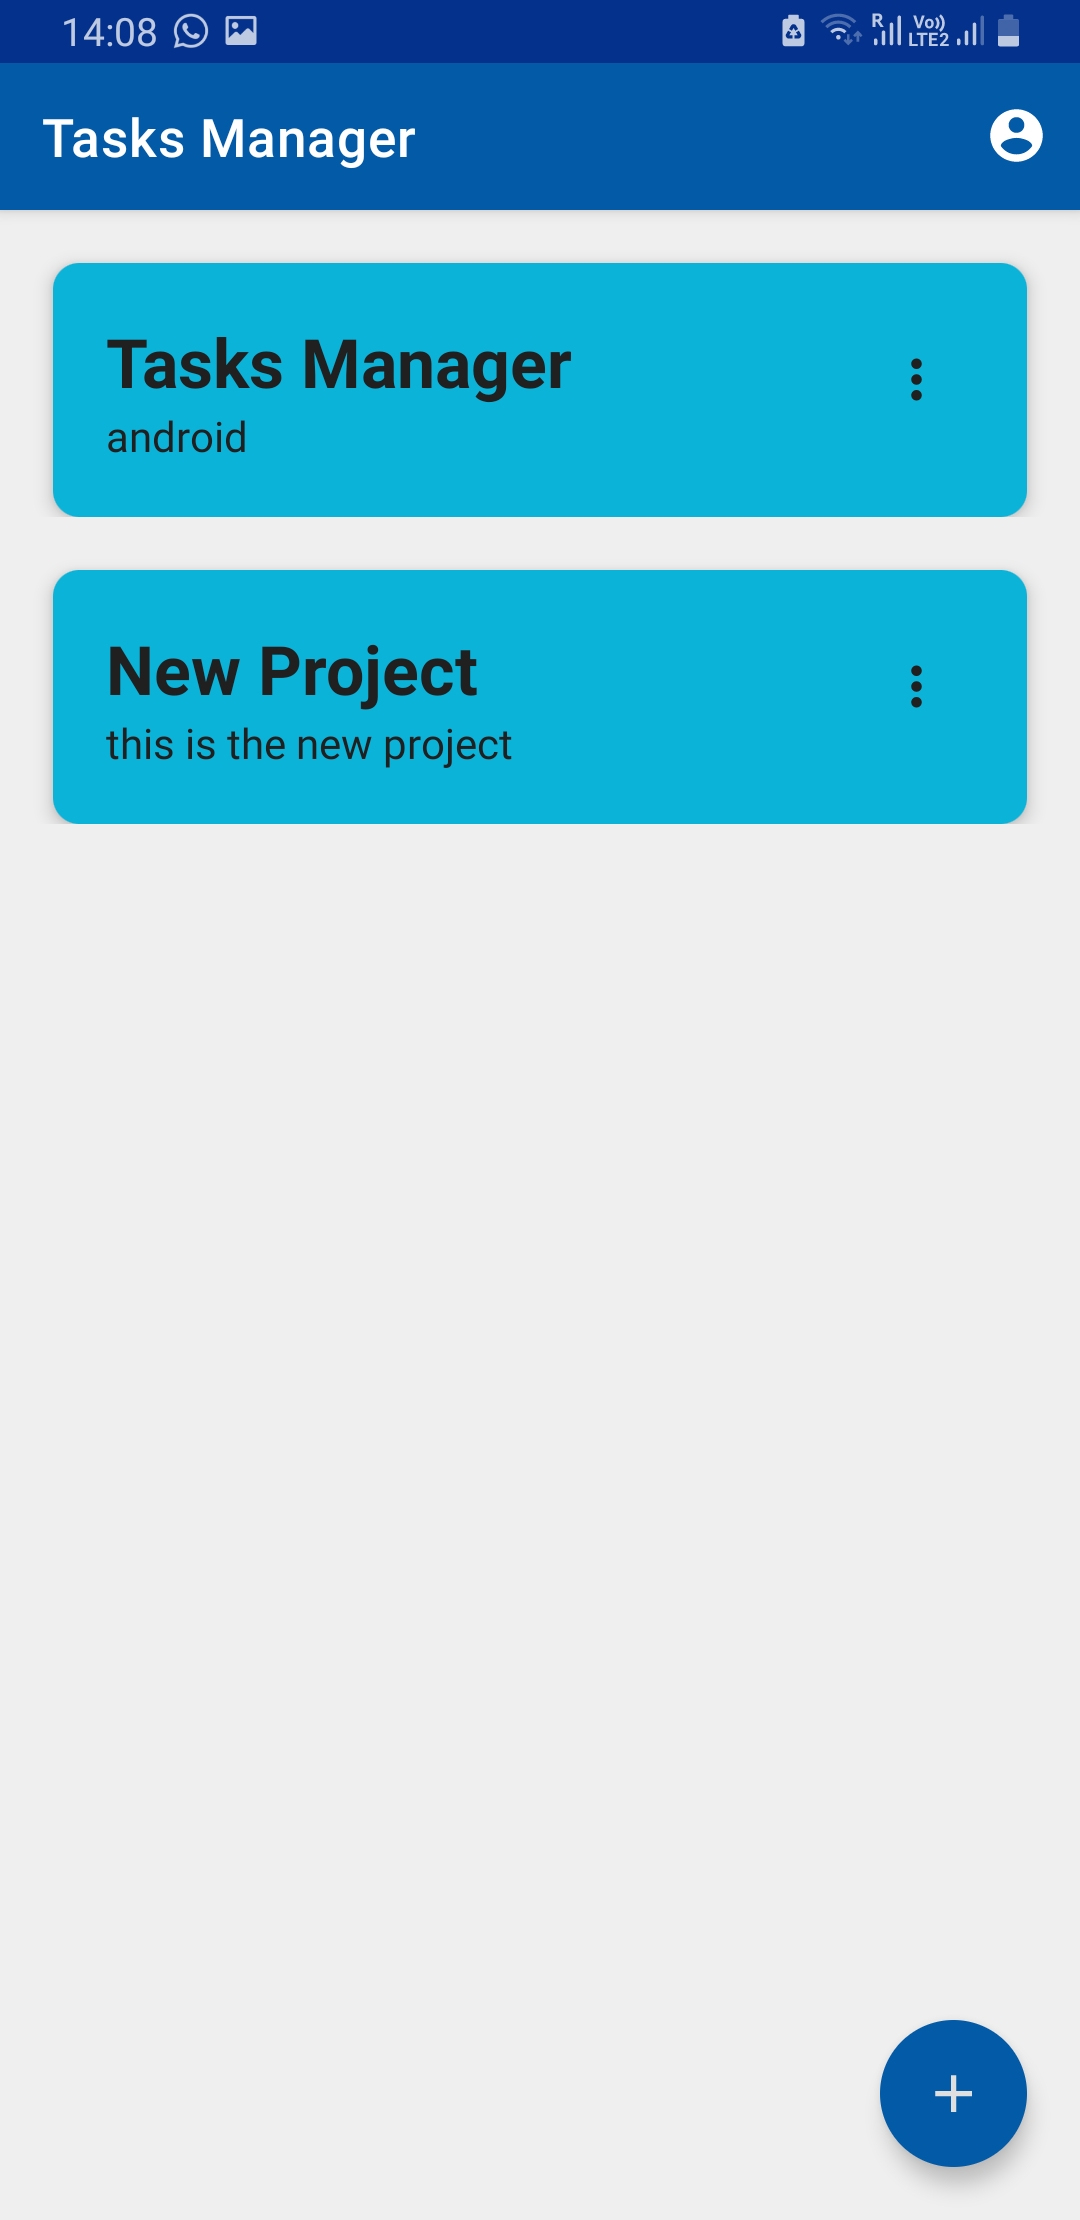 14:08
R Vo)) LTE2
Tasks Manager
Tasks Manager
android
New Project
this is the new project